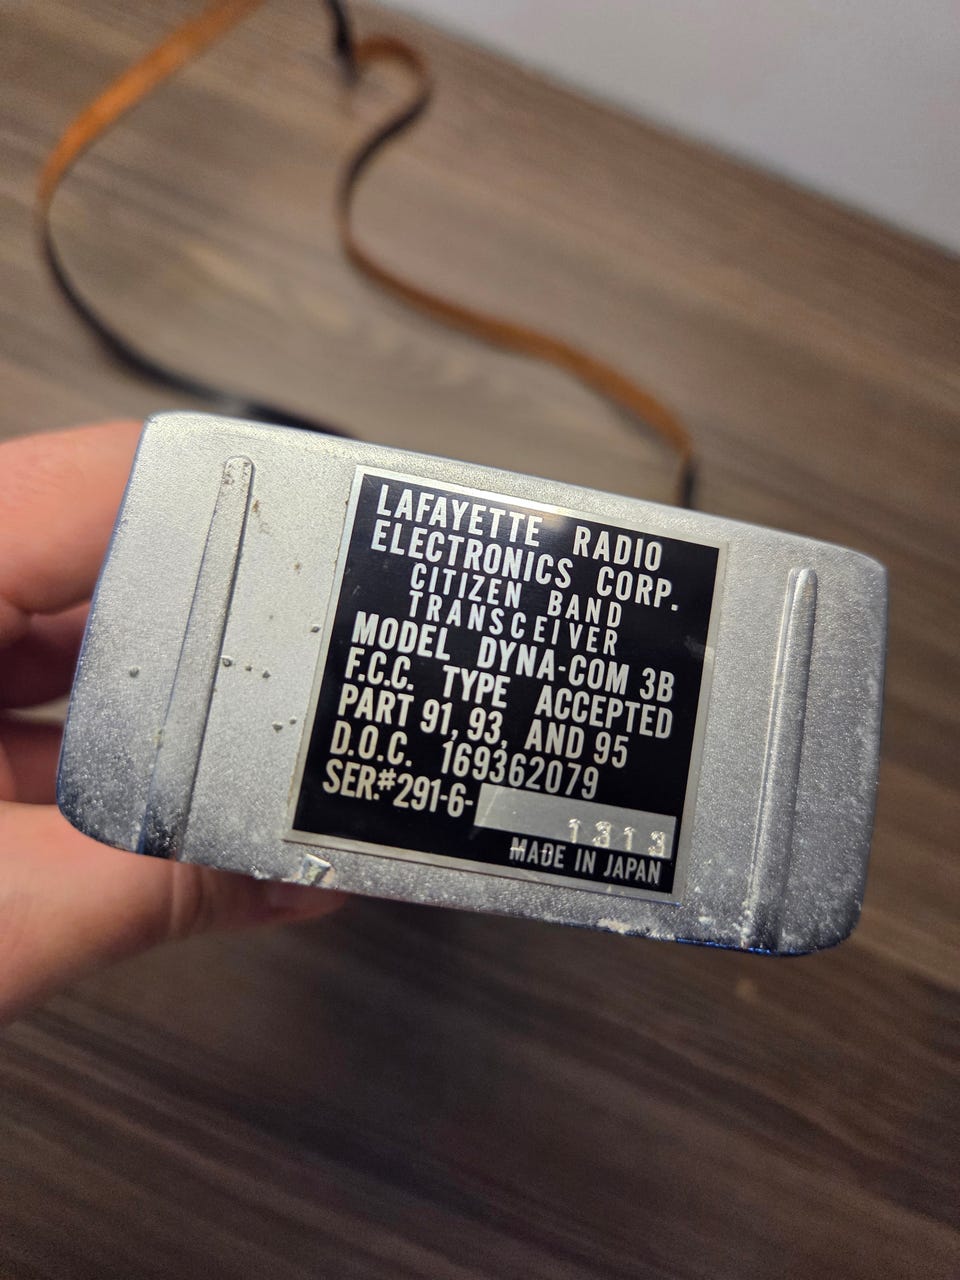 LAFAYETTE RADIO
ELECTRONICS CORP.
CITIZEN BAND
TRANSCEIVER
MODEL DYNA-COM 3B
F.C.C. TYPE ACCEPTED
PART 91, 93, AND 95
D.O.C. 169362079
SER.#291-6- 1313
MADE IN JAPAN